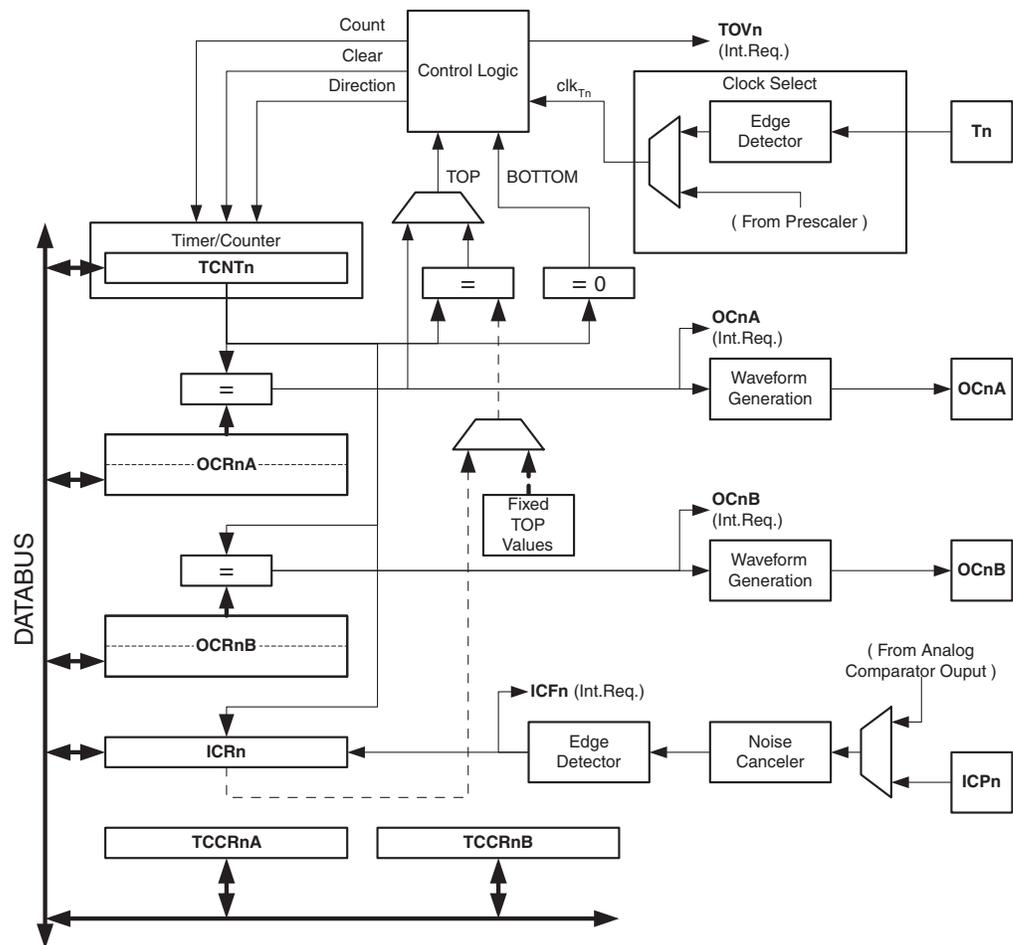 Count
TOVn
(Int.Req.)
Clear
Control Logic
Clock Select
Direction
clkTn
Edge
Detector
Tn
TOP
BOTTOM
( From Prescaler )
Timer/Counter
TCNTn
=
= 0
OCnA
(Int.Req.)
=
Waveform
Generation
OCnA
OCRnA
Fixed
TOP
Values
OCnB
(Int.Req.)
DATABUS
=
Waveform
Generation
OCnB
OCRnB
( From Analog
Comparator Ouput )
ICFn (Int.Req.)
ICRn
Edge
Detector
Noise
Canceler
ICPn
TCCRnA
TCCRnB